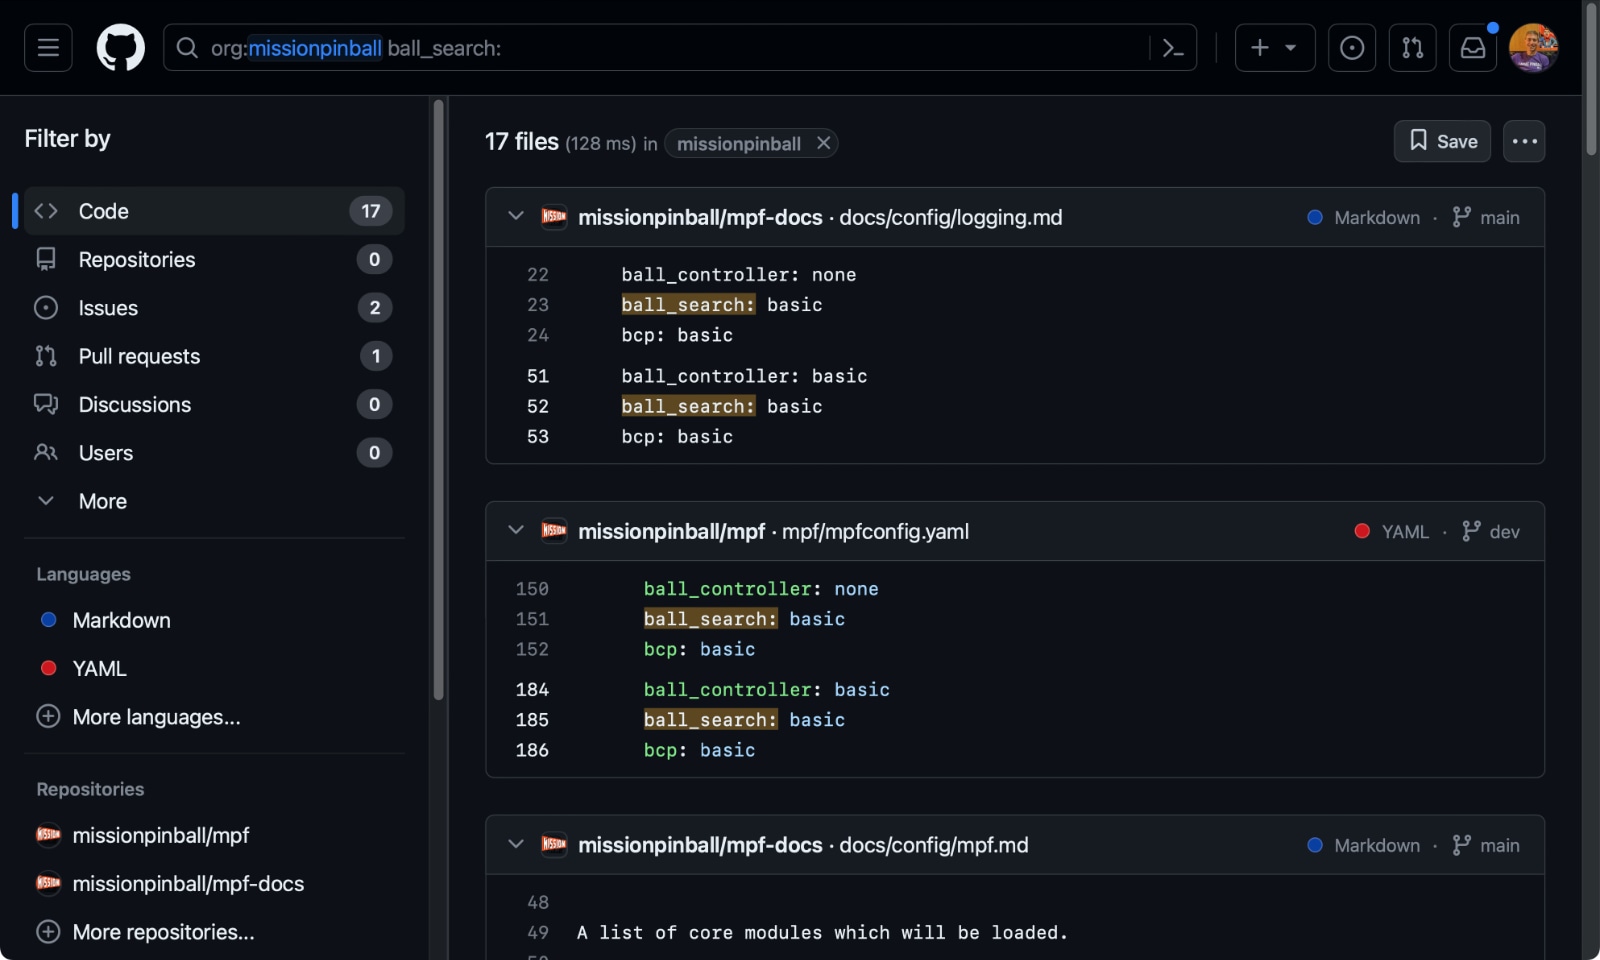 org:missionpinball ball_search:
Filter by
Code 17
Repositories 0
Issues 2
Pull requests 1
Discussions 0
Users 0
More
Languages
Markdown
YAML
More languages...
Repositories
missionpinball/mpf
missionpinball/mpf-docs
More repositories...
17 files (128 ms) in missionpinball
Save
missionpinball/mpf-docs · docs/config/logging.md Markdown · main
22 ball_controller: none
23 ball_search: basic
24 bcp: basic
51 ball_controller: basic
52 ball_search: basic
53 bcp: basic
missionpinball/mpf · mpf/mpfconfig.yaml YAML · dev
150 ball_controller: none
151 ball_search: basic
152 bcp: basic
184 ball_controller: basic
185 ball_search: basic
186 bcp: basic
missionpinball/mpf-docs · docs/config/mpf.md Markdown · main
48
49 A list of core modules which will be loaded.